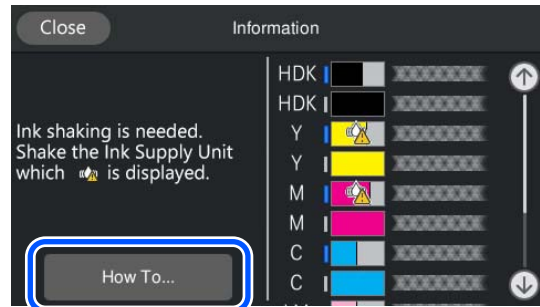 Close
Information
HDK
HDK
Ink shaking is needed.
Shake the Ink Supply Unit
which is displayed.
Y
Y
M
M
C
C
How To...